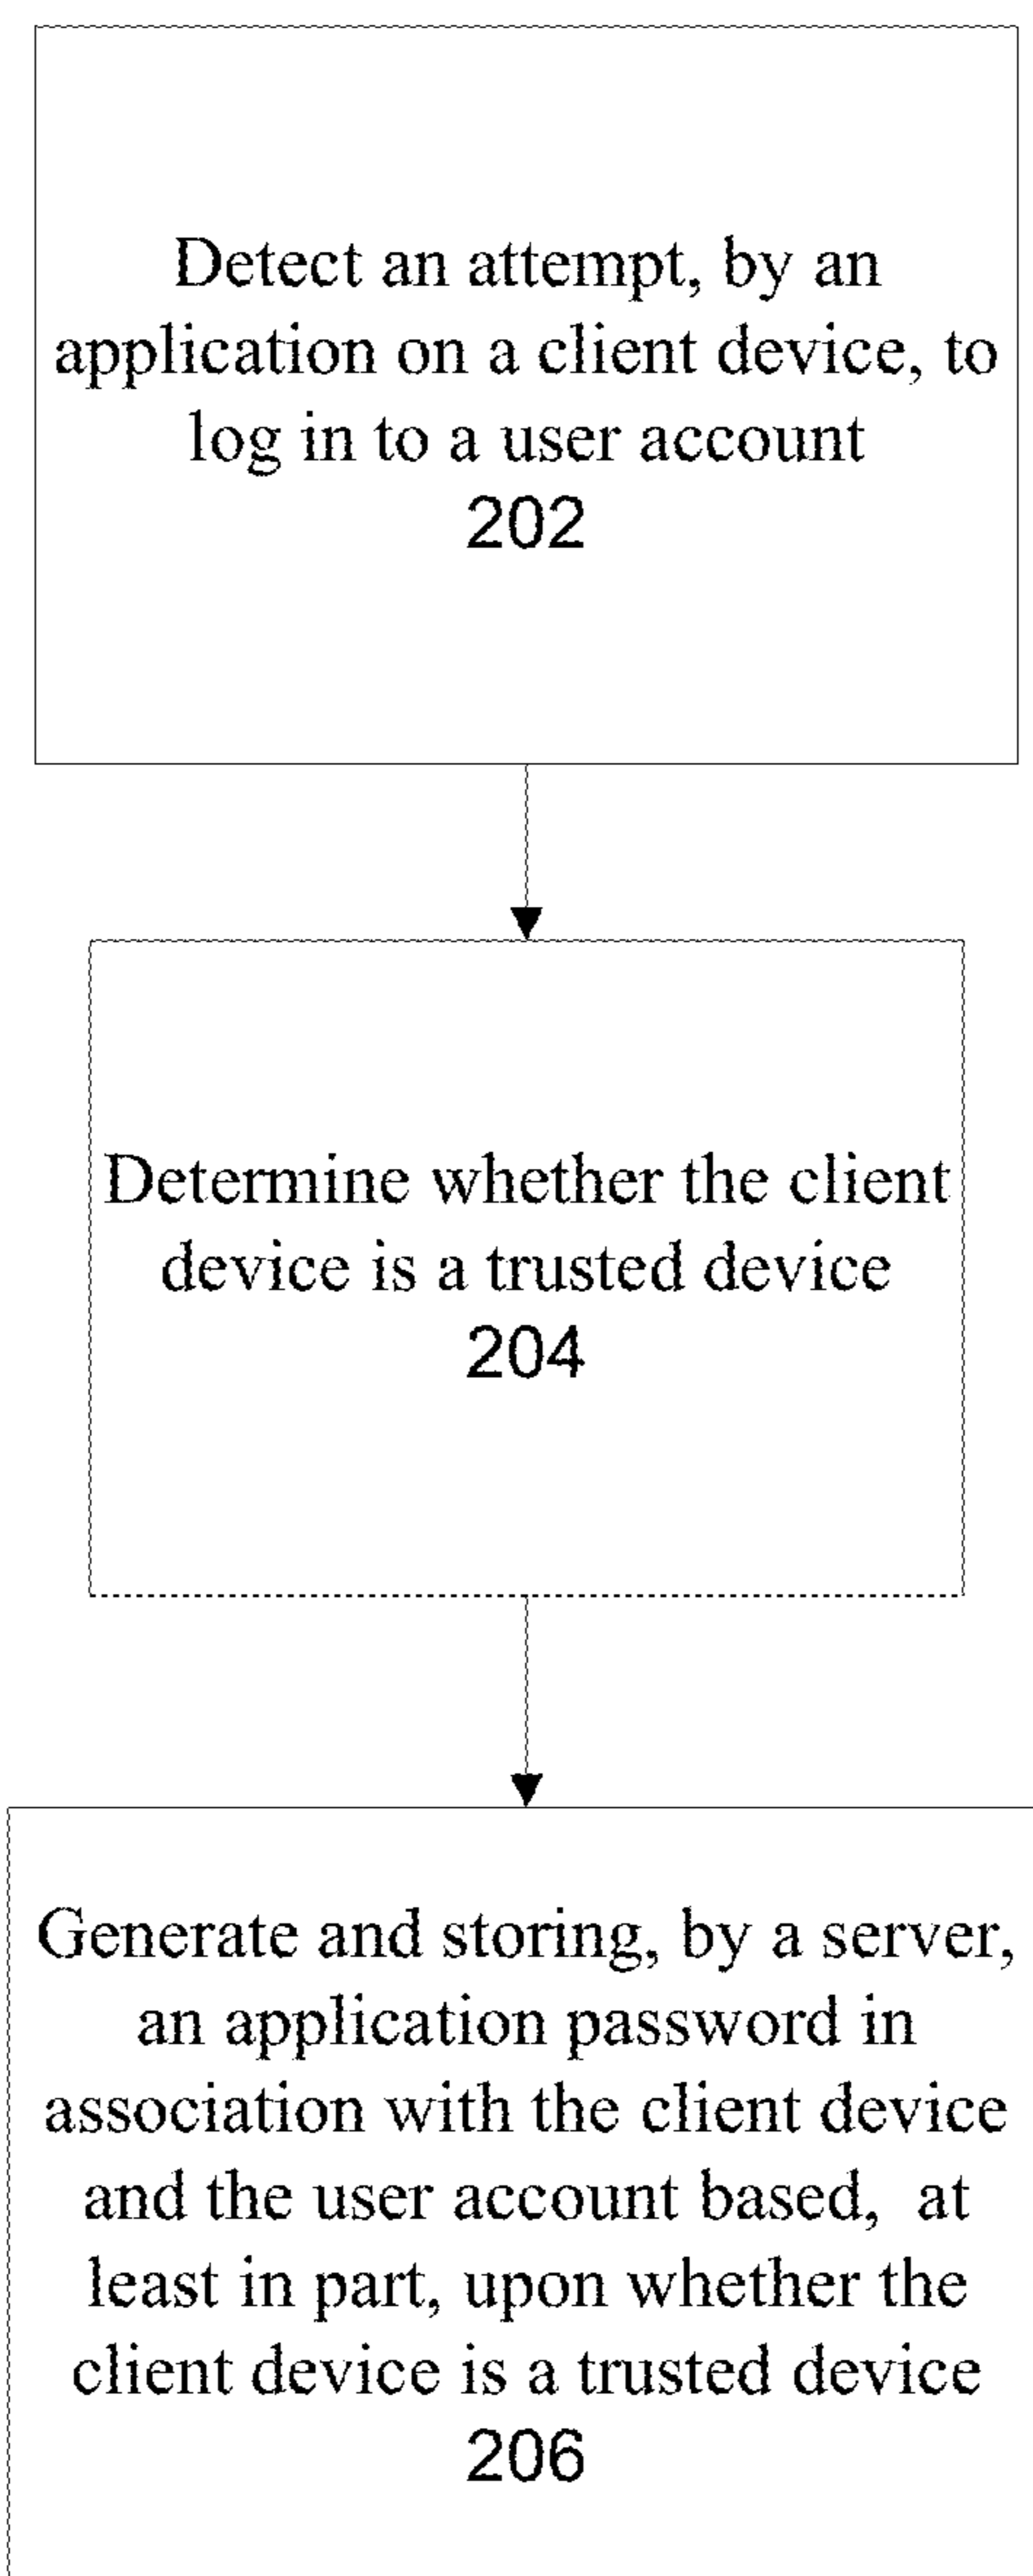 Detect an attempt, by an
application on a client device, to
log in to a user account
202
Determine whether the client
device is a trusted device
204
Generate and storing, by a server,
an application password in
association with the client device
and the user account based, at
least in part, upon whether the
client device is a trusted device
206